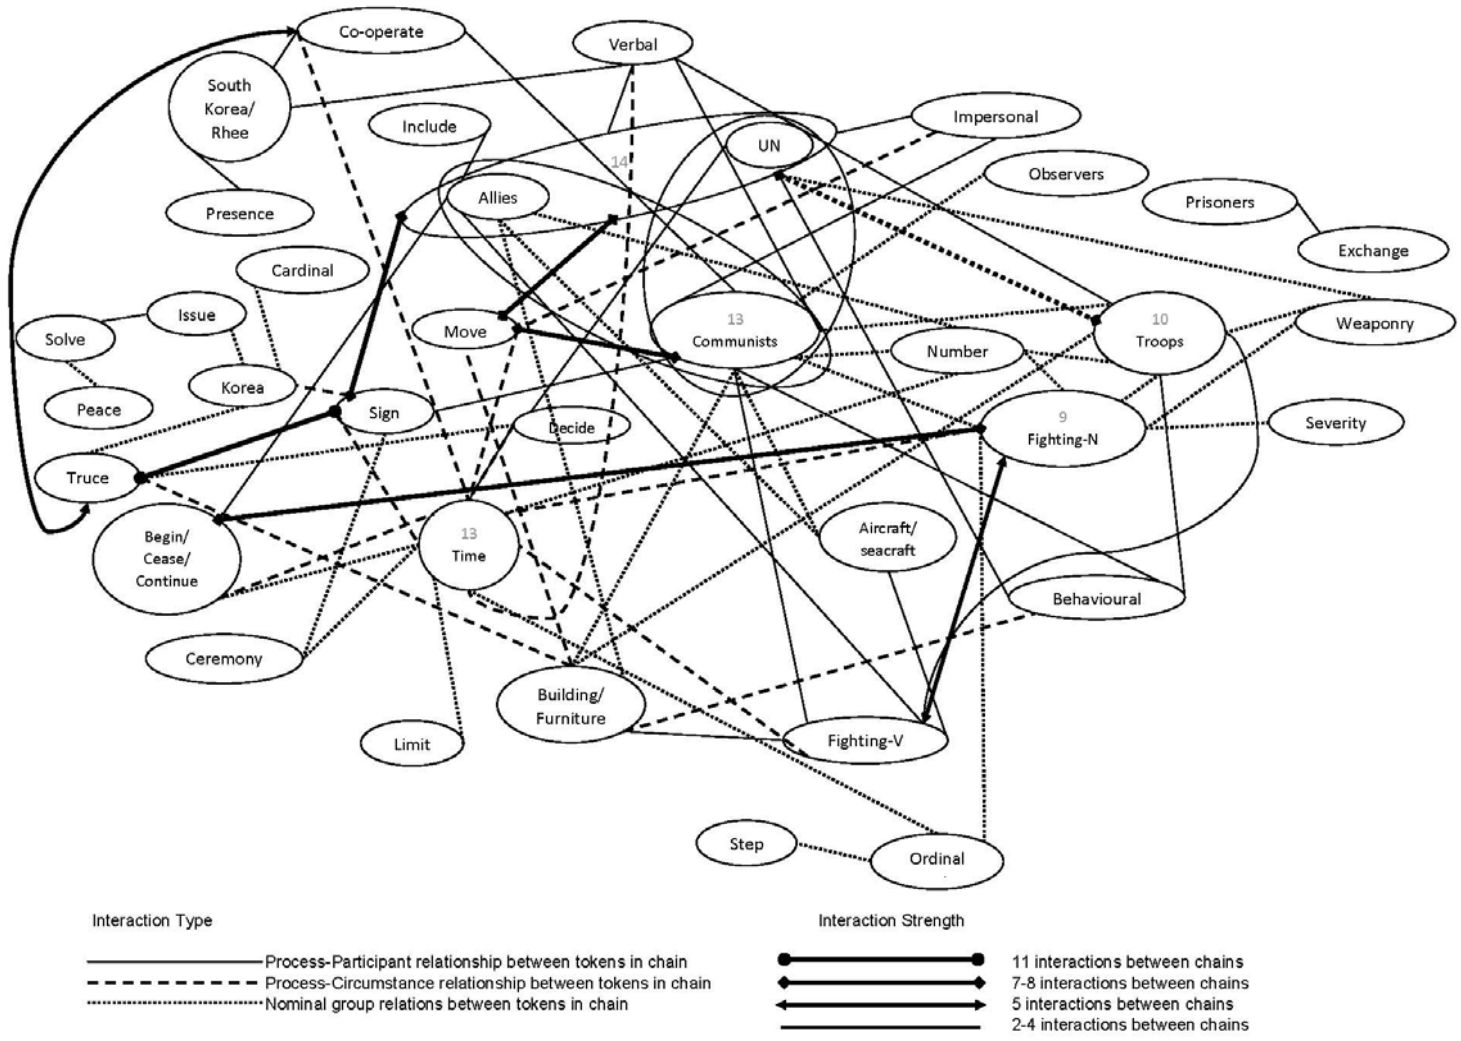 Co-operate
Verbal
South
Korea/
Rhee
Include
Impersonal
UN
14
Observers
Allies
Presence
Prisoners
Exchange
Cardinal
Issue
Solve
Move
13
Communists
10
Troops
Weaponry
Number
Korea
Peace
Sign
Decide
9
Fighting-N
Severity
Truce
Begin/
Cease/
Continue
13
Time
Aircraft/
seacraft
Behavioural
Ceremony
Building/
Furniture
Limit
Fighting-V
Step
Ordinal
Interaction Type
Process-Participant relationship between tokens in chain
Process-Circumstance relationship between tokens in chain
Nominal group relations between tokens in chain
Interaction Strength
11 interactions between chains
7-8 interactions between chains
5 interactions between chains
2-4 interactions between chains